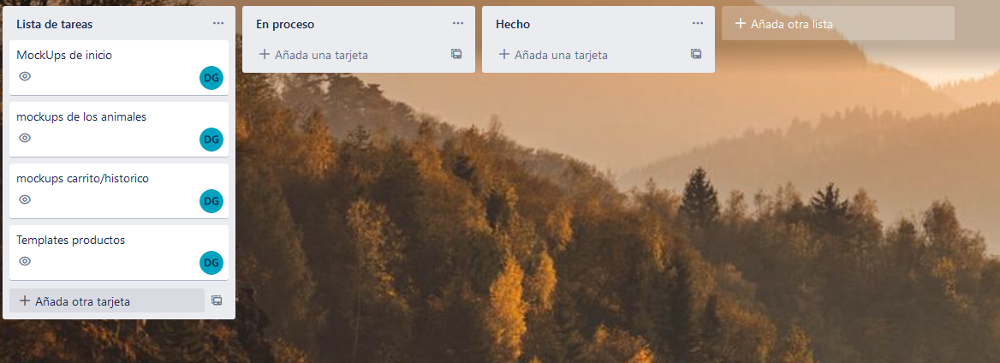 Lista de tareas
MockUps de inicio
DG
mockups de los animales
DG
mockups carrito/historico
DG
Templates productos
DG
Añada otra tarjeta
En proceso
Añada una tarjeta
Hecho
Añada una tarjeta
Añada otra lista